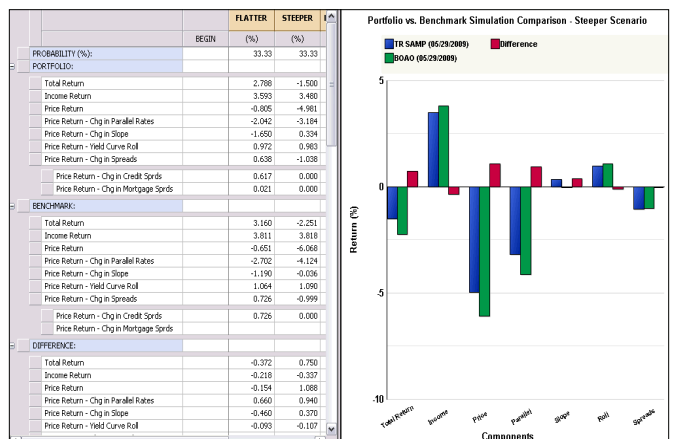 FLATTER STEEPER
BEGIN (%) (%)
PROBABILITY (%): 33.33 33.33
PORTFOLIO:
Total Return 2.788 -1.500
Income Return 3.593 3.480
Price Return -0.805 -4.981
Price Return - Chg in Parallel Rates -2.042 -3.184
Price Return - Chg in Slope -1.650 0.334
Price Return - Yield Curve Roll 0.972 0.983
Price Return - Chg in Spreads 0.638 -1.038
Price Return - Chg in Credit Sprds 0.617 0.000
Price Return - Chg in Mortgage Sprds 0.021 0.000
BENCHMARK:
Total Return 3.160 -2.251
Income Return 3.811 3.818
Price Return -0.651 -6.068
Price Return - Chg in Parallel Rates -2.702 -4.124
Price Return - Chg in Slope -1.190 -0.036
Price Return - Yield Curve Roll 1.064 1.090
Price Return - Chg in Spreads 0.726 -0.999
Price Return - Chg in Credit Sprds 0.726 0.000
Price Return - Chg in Mortgage Sprds
DIFFERENCE:
Total Return -0.372 0.750
Income Return -0.218 -0.337
Price Return -0.154 1.088
Price Return - Chg in Parallel Rates 0.660 0.940
Price Return - Chg in Slope -0.460 0.370
Price Return - Yield Curve Roll -0.093 -0.107
Portfolio vs. Benchmark Simulation Comparison - Steeper Scenario
TR SAMP (05/29/2009) Difference
BOAO (05/29/2009)
Return (%)
5
0
-5
-10
Total Return Income Price Parallel Slope Roll Spreads
Components